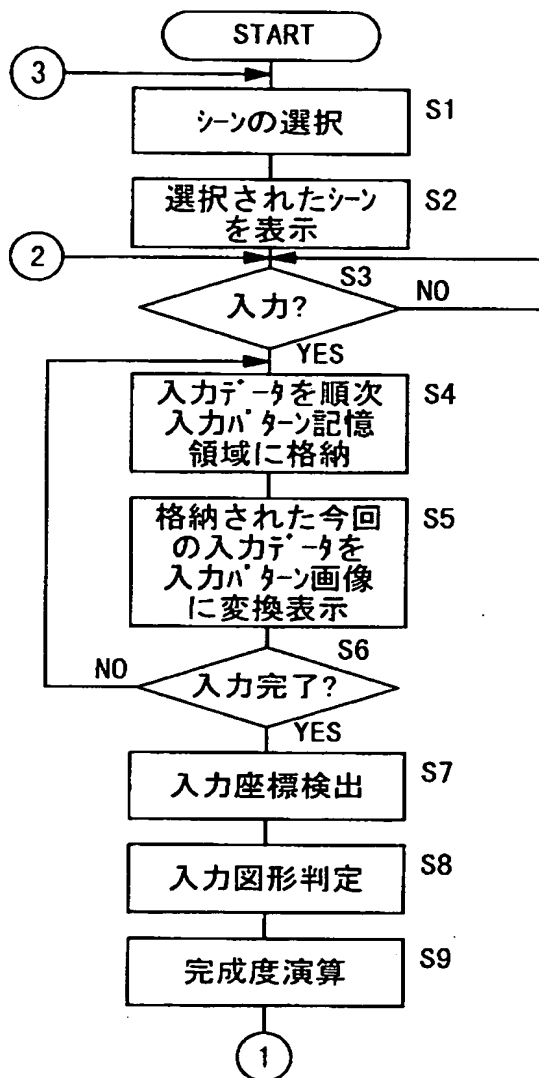 START
3
シーンの選択
S1
選択されたシーン
を表示
S2
2
S3
入力?
NO
YES
入力データを順次
入力パターン記憶
領域に格納
S4
格納された今回
の入力データを
入力パターン画像
に変換表示
S5
S6
NO
入力完了?
YES
入力座標検出
S7
入力図形判定
S8
完成度演算
S9
1